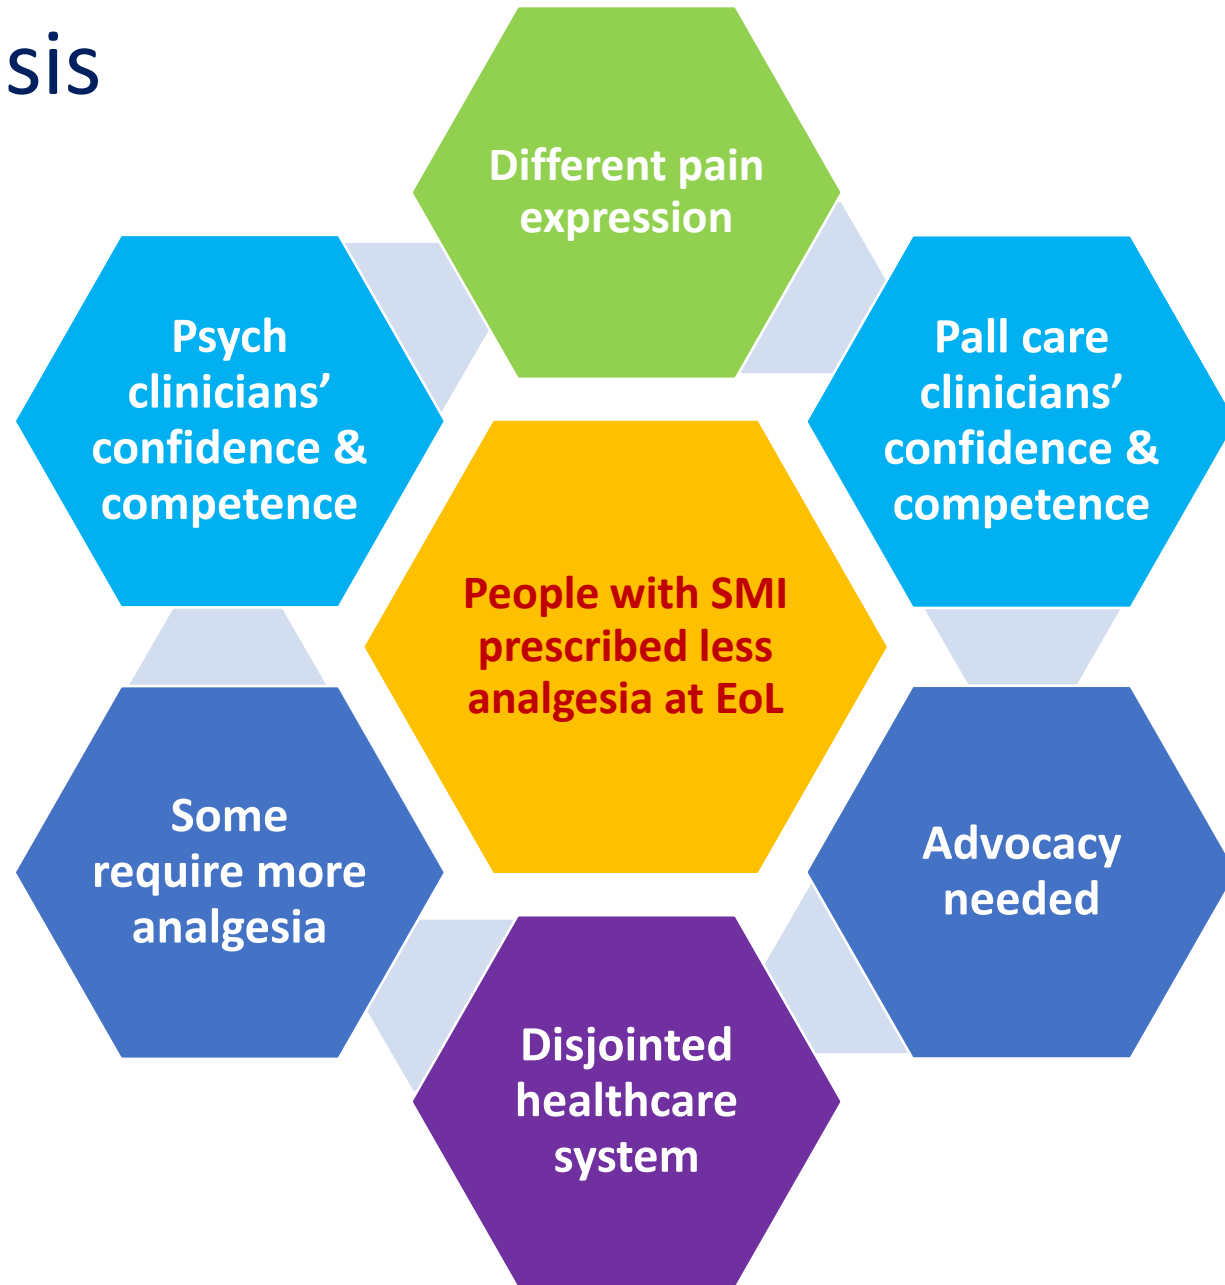 sis
Different pain
expression
Psych
clinicians’
confidence &
competence
Pall care
clinicians’
confidence &
competence
People with SMI
prescribed less
analgesia at EoL
Some
require more
analgesia
Advocacy
needed
Disjointed
healthcare
system